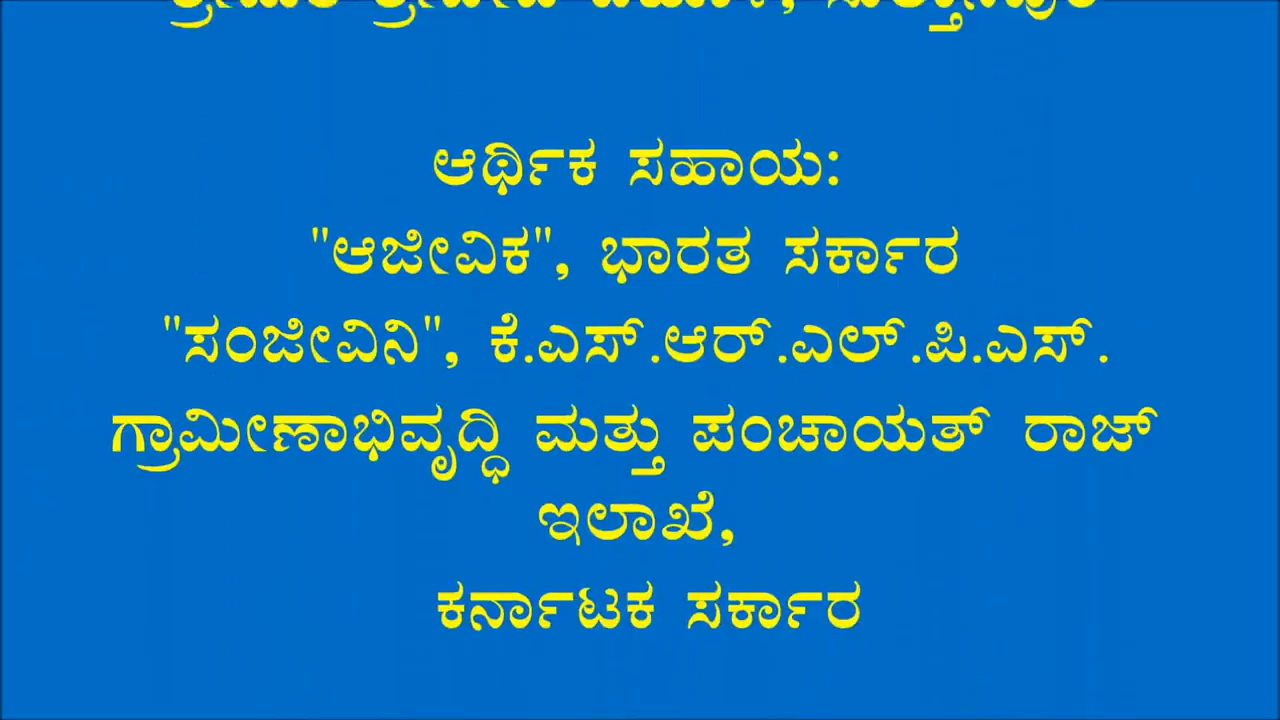 ಆರ್ಥಿಕ ಸಹಾಯ:
"ಆಜೀವಿಕ", ಭಾರತ ಸರ್ಕಾರ
"ಸಂಜೀವಿನಿ", ಕೆ.ಎಸ್.ಆರ್.ಎಲ್.ಪಿ.ಎಸ್.
ಗ್ರಾಮೀಣಾಭಿವೃದ್ಧಿ ಮತ್ತು ಪಂಚಾಯತ್ ರಾಜ್
ಇಲಾಖೆ,
ಕರ್ನಾಟಕ ಸರ್ಕಾರ